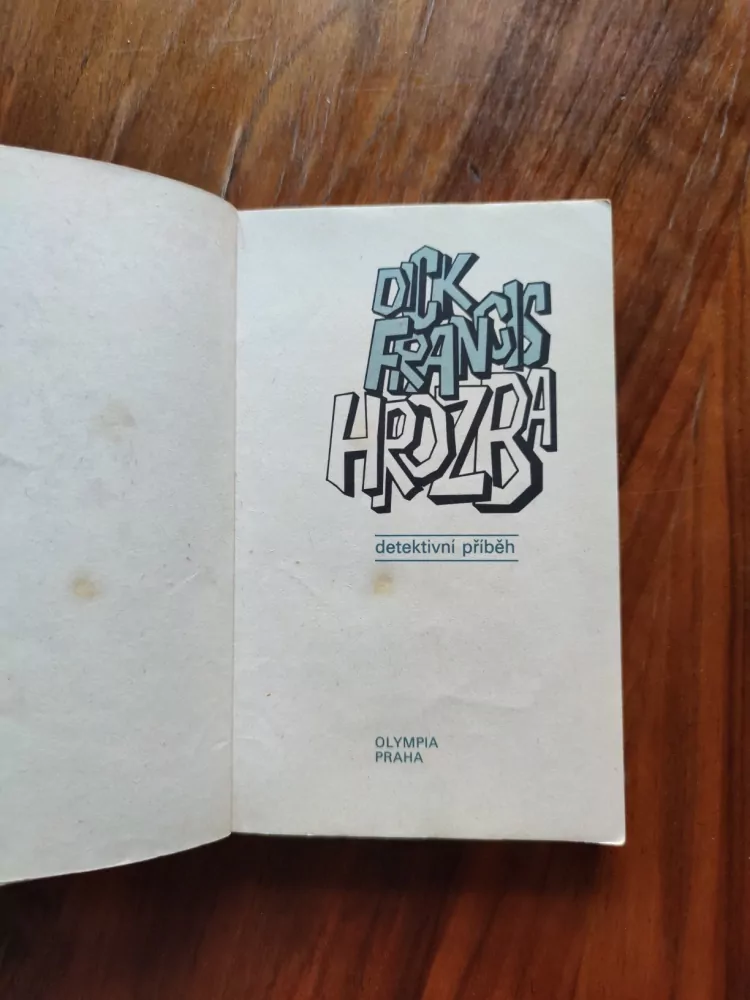 DICK
FRANCIS
HROZBA
detektivní příběh
OLYMPIA
PRAHA